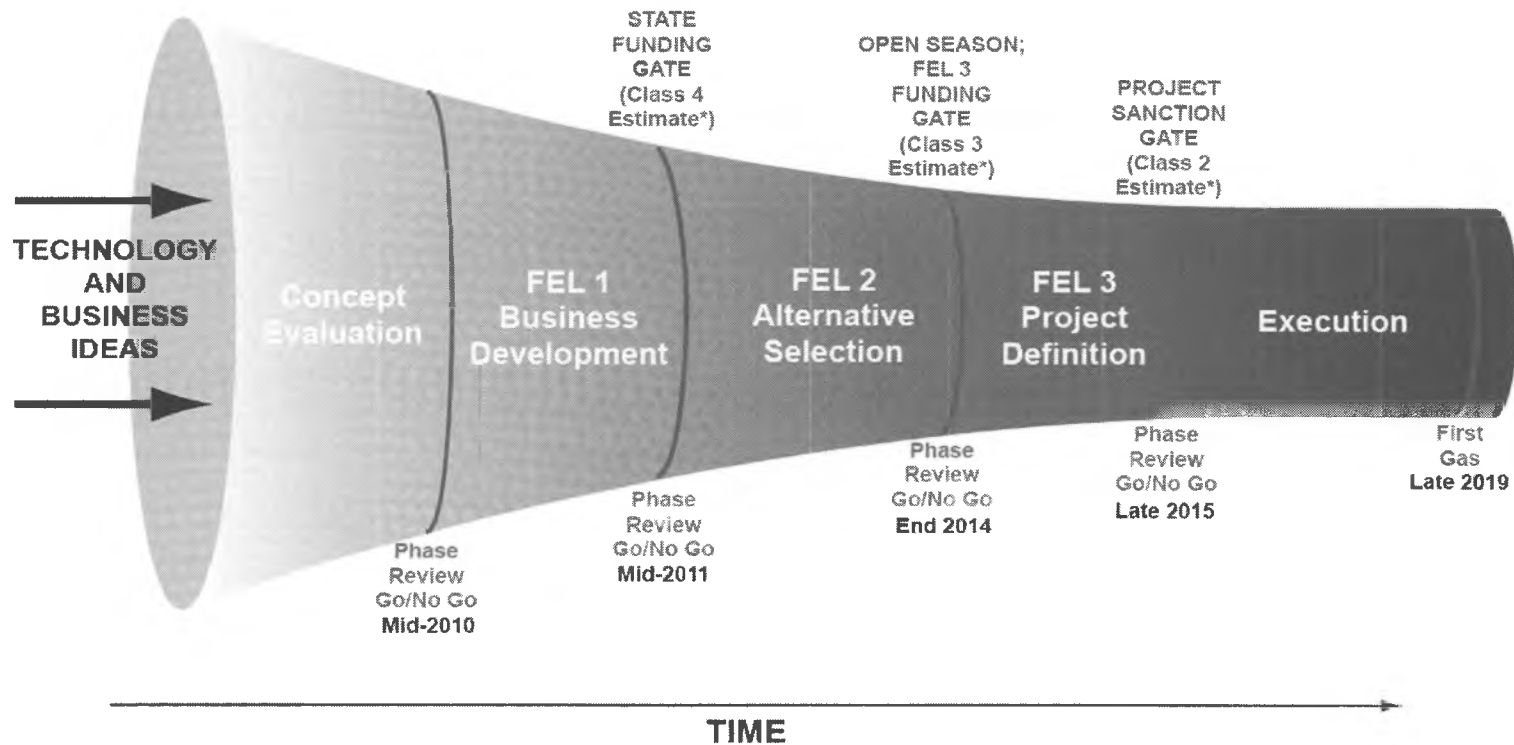 STATE
FUNDING
GATE
(Class 4
Estimate*)
OPEN SEASON;
FEL 3
FUNDING
GATE
(Class 3
Estimate*)
PROJECT
SANCTION
GATE
(Class 2
Estimate*)
TECHNOLOGY
AND
BUSINESS
IDEAS
Concept
Evaluation
FEL 1
Business
Development
FEL 2
Alternative
Selection
FEL 3
Project
Definition
Execution
Phase
Review
Go/No Go
Mid-2010
Phase
Review
Go/No Go
Mid-2011
Phase
Review
Go/No Go
End 2014
Phase
Review
Go/No Go
Late 2015
First
Gas
Late 2019
TIME